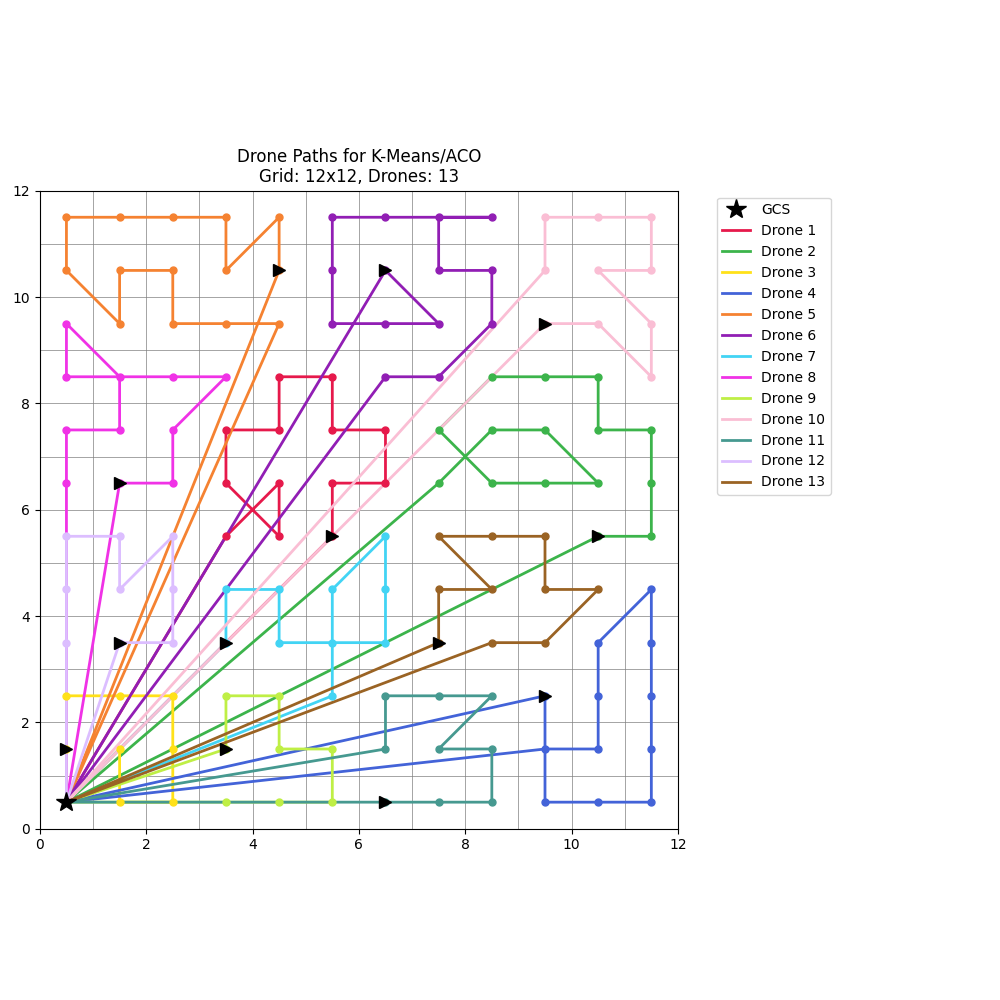 Drone Paths for K-Means/ACO
Grid: 12x12, Drones: 13
12
10
8
6
4
2
0
0 2 4 6 8 10 12
GCS
Drone 1
Drone 2
Drone 3
Drone 4
Drone 5
Drone 6
Drone 7
Drone 8
Drone 9
Drone 10
Drone 11
Drone 12
Drone 13